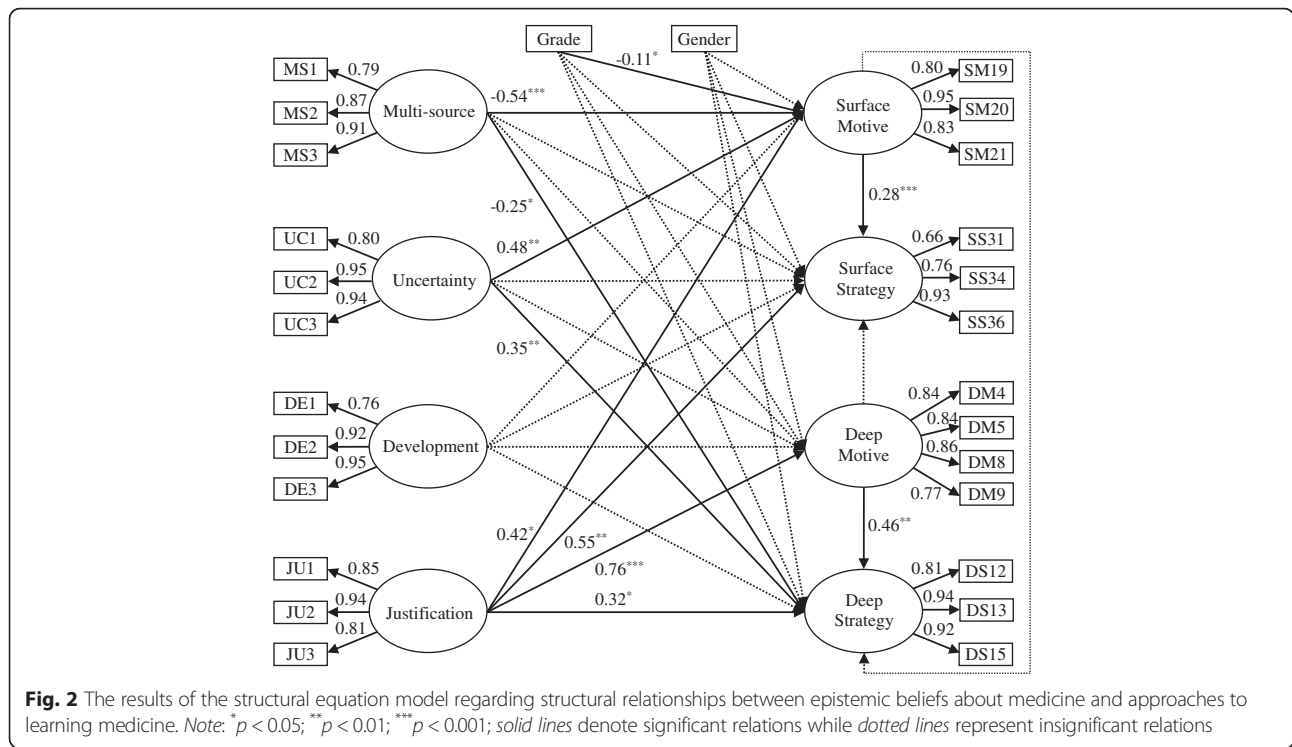 Grade
Gender
-0.11*
MS1
0.79
MS2
0.87
MS3
0.91
Multi-source
-0.54***
Surface
Motive
0.80
SM19
0.95
SM20
0.83
SM21
-0.25*
0.28***
UC1
0.80
UC2
0.95
UC3
0.94
Uncertainty
0.48**
Surface
Strategy
0.66
SS31
0.76
SS34
0.93
SS36
0.35**
DE1
0.76
DE2
0.92
DE3
0.95
Development
Deep
Motive
0.84
DM4
0.84
DM5
0.86
DM8
0.77
DM9
0.46**
JU1
0.85
JU2
0.94
JU3
0.81
Justification
0.42*
0.55**
0.76***
0.32*
Deep
Strategy
0.81
DS12
0.94
DS13
0.92
DS15
Fig. 2 The results of the structural equation model regarding structural relationships between epistemic beliefs about medicine and approaches to
learning medicine. Note: *p < 0.05; **p < 0.01; ***p < 0.001; solid lines denote significant relations while dotted lines represent insignificant relations